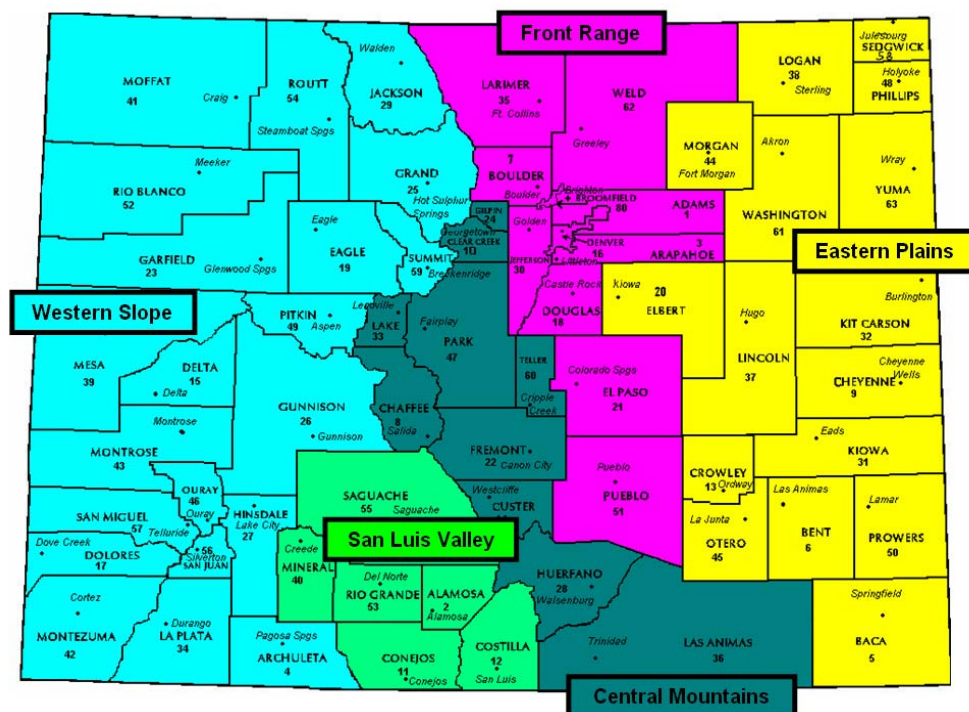 Front Range
Julesburg
SEDGWICK
58
LOGAN
38
Sterling
Holyoke
48
PHILLIPS
Walden
JACKSON
29
MOFFAT
41
Craig
ROUTT
54
Steamboat Spgs
LARIMER
35
Ft. Collins
WELD
62
Greeley
MORGAN
44
Fort Morgan
Akron
WASHINGTON
61
Wray
YUMA
63
Meeker
RIO BLANCO
52
GRAND
25
Hot Sulphur
Springs
7
BOULDER
Boulder
Brighton
BROOMFIELD
80
ADAMS
1
GILPIN
24
Georgetown
CLEAR CREEK
10
Golden
JEFFERSON
30
DENVER
16
Littleton
3
ARAPAHOE
Eastern Plains
GARFIELD
23
Glenwood Spgs
Eagle
EAGLE
19
SUMMIT
59
Breckenridge
Western Slope
PITKIN
49
Aspen
Leadville
LAKE
33
Fairplay
PARK
47
Castle Rock
DOUGLAS
18
Kiowa
20
ELBERT
Hugo
LINCOLN
37
Burlington
KIT CARSON
32
MESA
39
DELTA
15
Delta
GUNNISON
26
Gunnison
CHAFFEE
8
Salida
TELLER
60
Cripple
Creek
Colorado Spgs
EL PASO
21
Cheyenne
Wells
CHEYENNE
9
Montrose
MONTROSE
43
FREMONT
22
Canon City
Pueblo
PUEBLO
51
CROWLEY
13
Ordway
Eads
KIOWA
31
OURAY
46
Ouray
HINSDALE
Lake City
27
SAGUACHE
55
Saguache
Westcliffe
CUSTER
La Junta
OTERO
45
Las Animas
BENT
6
Lamar
PROWERS
50
SAN MIGUEL
57
Telluride
Dove Creek
DOLORES
17
56
Silverton
SAN JUAN
San Luis Valley
Creede
MINERAL
40
Del Norte
RIO GRANDE
53
ALAMOSA
2
Alamosa
HUERFANO
28
Walsenburg
Cortez
MONTEZUMA
42
Durango
LA PLATA
34
Pagosa Spgs
ARCHULETA
4
CONEJOS
11
Conejos
COSTILLA
12
San Luis
Trinidad
LAS ANIMAS
36
Springfield
BACA
5
Central Mountains